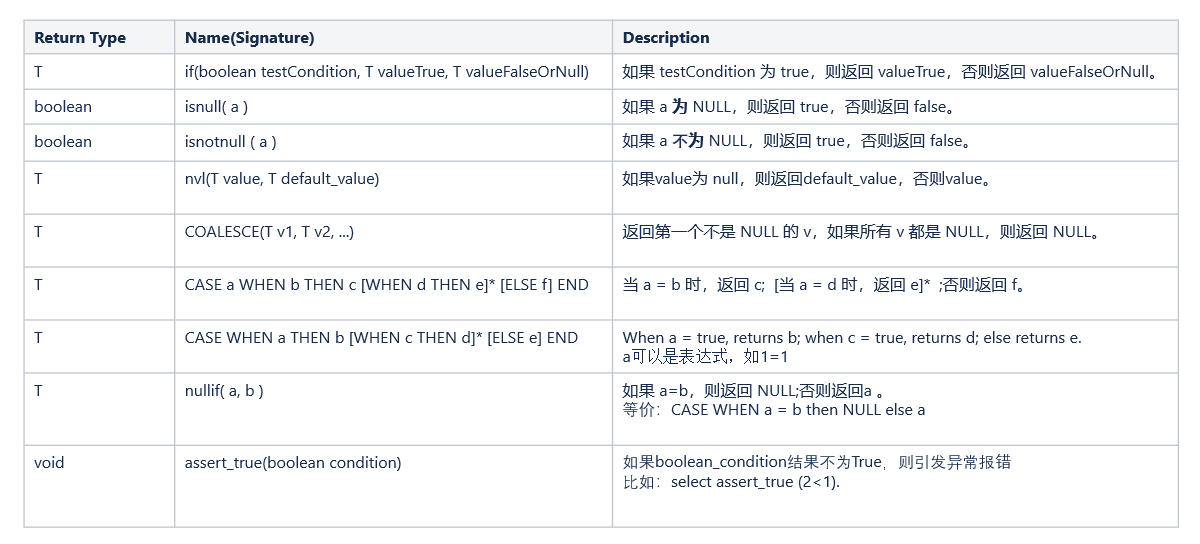 Return Type Name(Signature) Description
T if(boolean testCondition, T valueTrue, T valueFalseOrNull) 如果 testCondition 为 true，则返回 valueTrue，否则返回 valueFalseOrNull。
boolean isnull( a ) 如果 a 为 NULL，则返回 true，否则返回 false。
boolean isnotnull ( a ) 如果 a 不为 NULL，则返回 true，否则返回 false。
T nvl(T value, T default_value) 如果value为 null，则返回default_value，否则value。
T COALESCE(T v1, T v2, ...) 返回第一个不是 NULL 的 v，如果所有 v 都是 NULL，则返回 NULL。
T CASE a WHEN b THEN c [WHEN d THEN e]* [ELSE f] END 当 a = b 时，返回 c;  [当 a = d 时，返回 e]*  ;否则返回 f。
T CASE WHEN a THEN b [WHEN c THEN d]* [ELSE e] END When a = true, returns b; when c = true, returns d; else returns e.
a可以是表达式，如1=1
T nullif( a, b ) 如果 a=b，则返回 NULL;否则返回a 。
等价：CASE WHEN a = b then NULL else a
void assert_true(boolean condition) 如果boolean_condition结果不为True，则引发异常报错
比如：select assert_true (2<1).